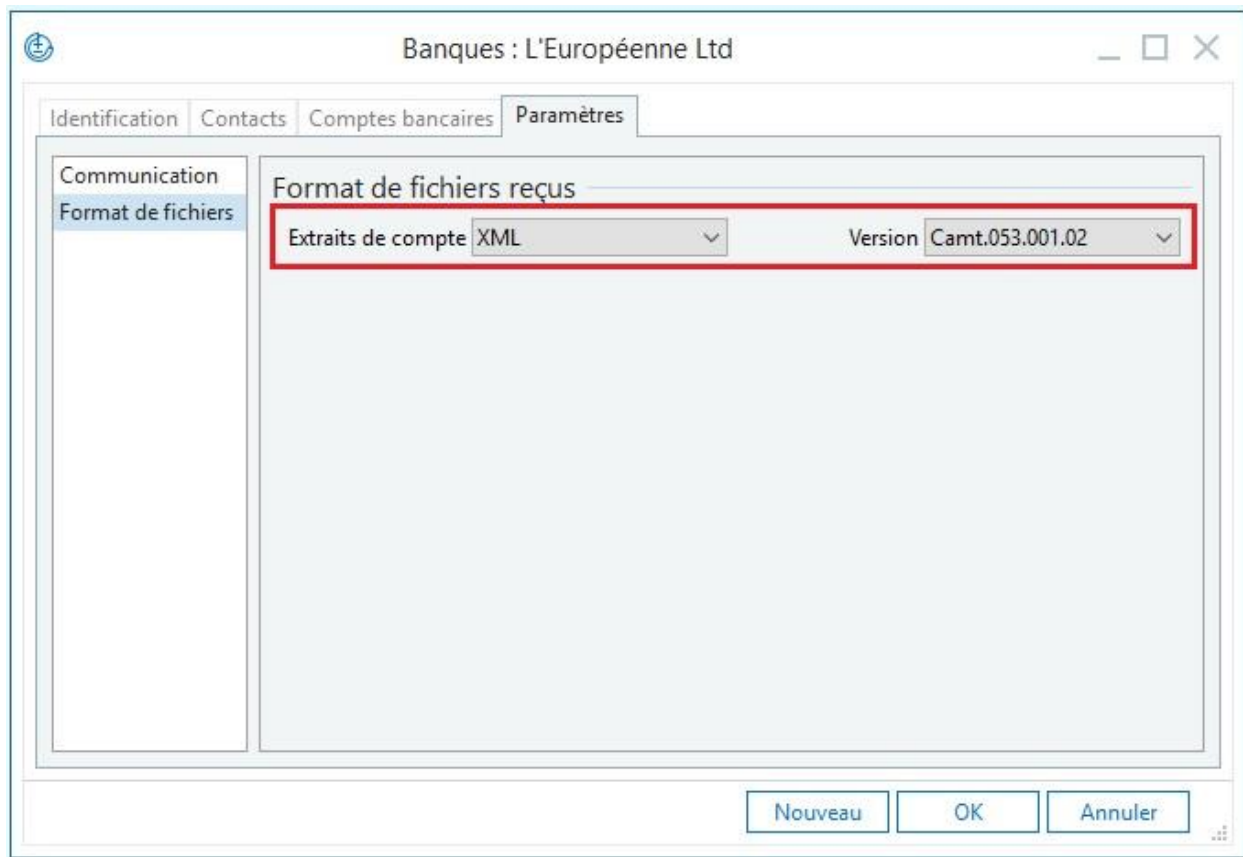 Banques : L'Européenne Ltd
Identification Contacts Comptes bancaires Paramètres
Communication
Format de fichiers
Format de fichiers reçus
Extraits de compte XML Version Camt.053.001.02
Nouveau OK Annuler